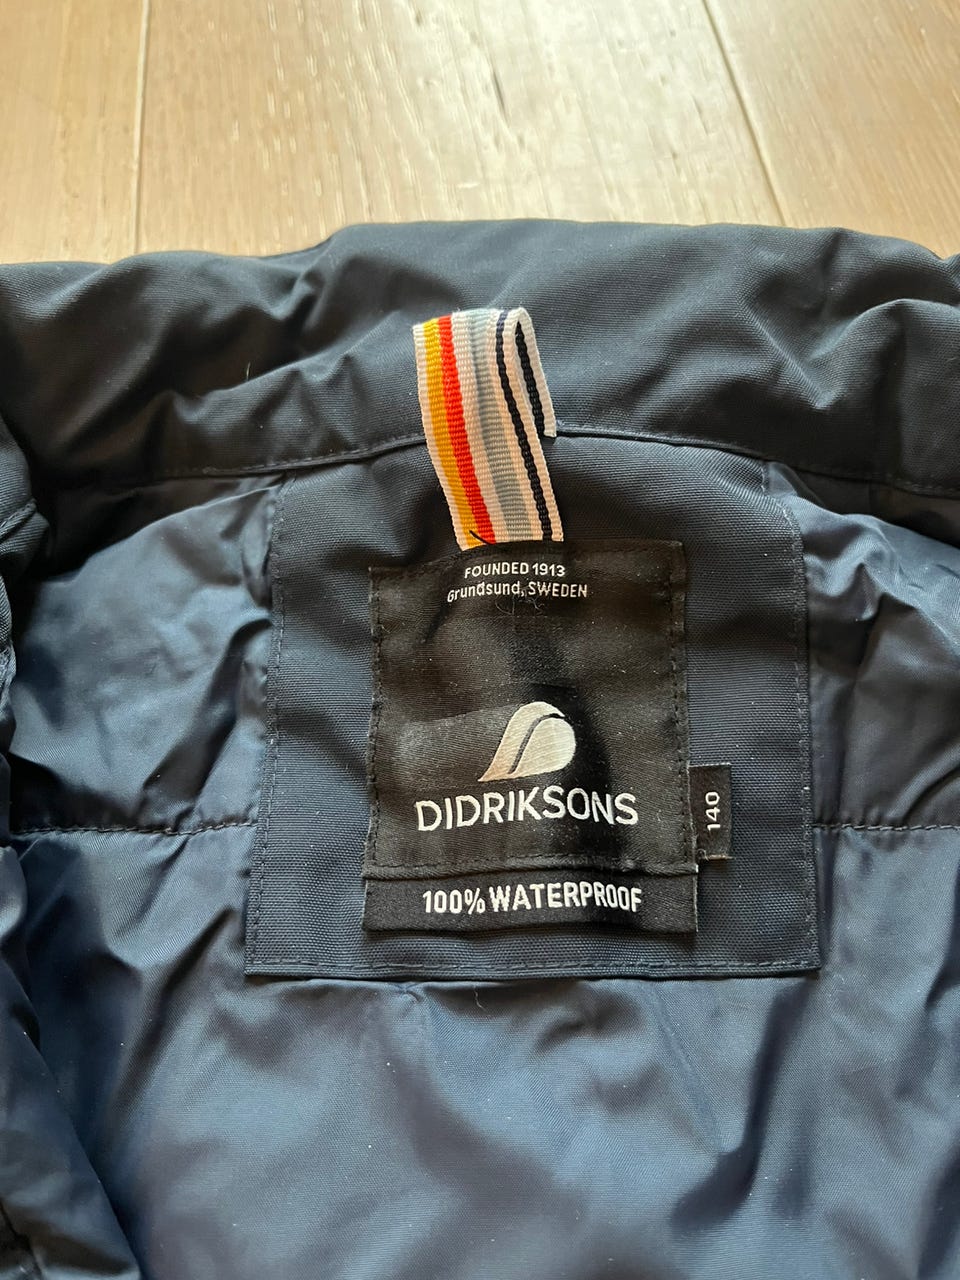 FOUNDED 1913
Grundsund, SWEDEN
DIDRIKSONS
140
100% WATERPROOF